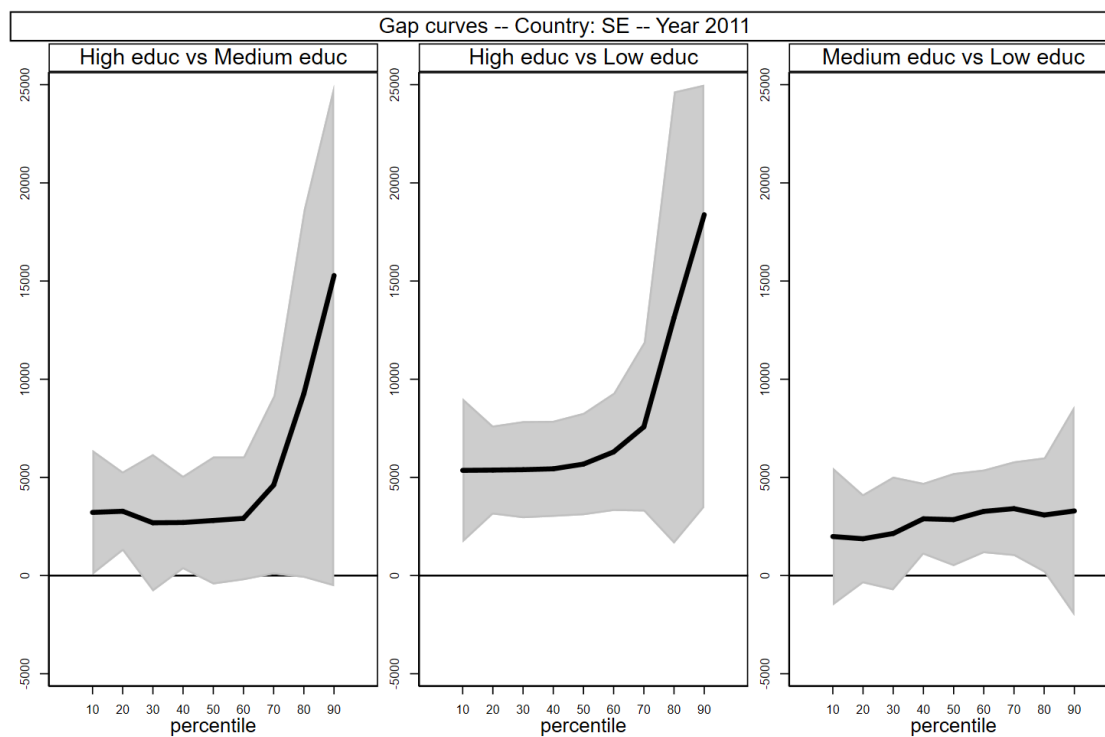 Gap curves -- Country: SE -- Year 2011
High educ vs Medium educ
High educ vs Low educ
Medium educ vs Low educ
25000
20000
15000
10000
5000
0
-5000
25000
20000
15000
10000
5000
0
-5000
25000
20000
15000
10000
5000
0
-5000
10 20 30 40 50 60 70 80 90
10 20 30 40 50 60 70 80 90
10 20 30 40 50 60 70 80 90
percentile
percentile
percentile